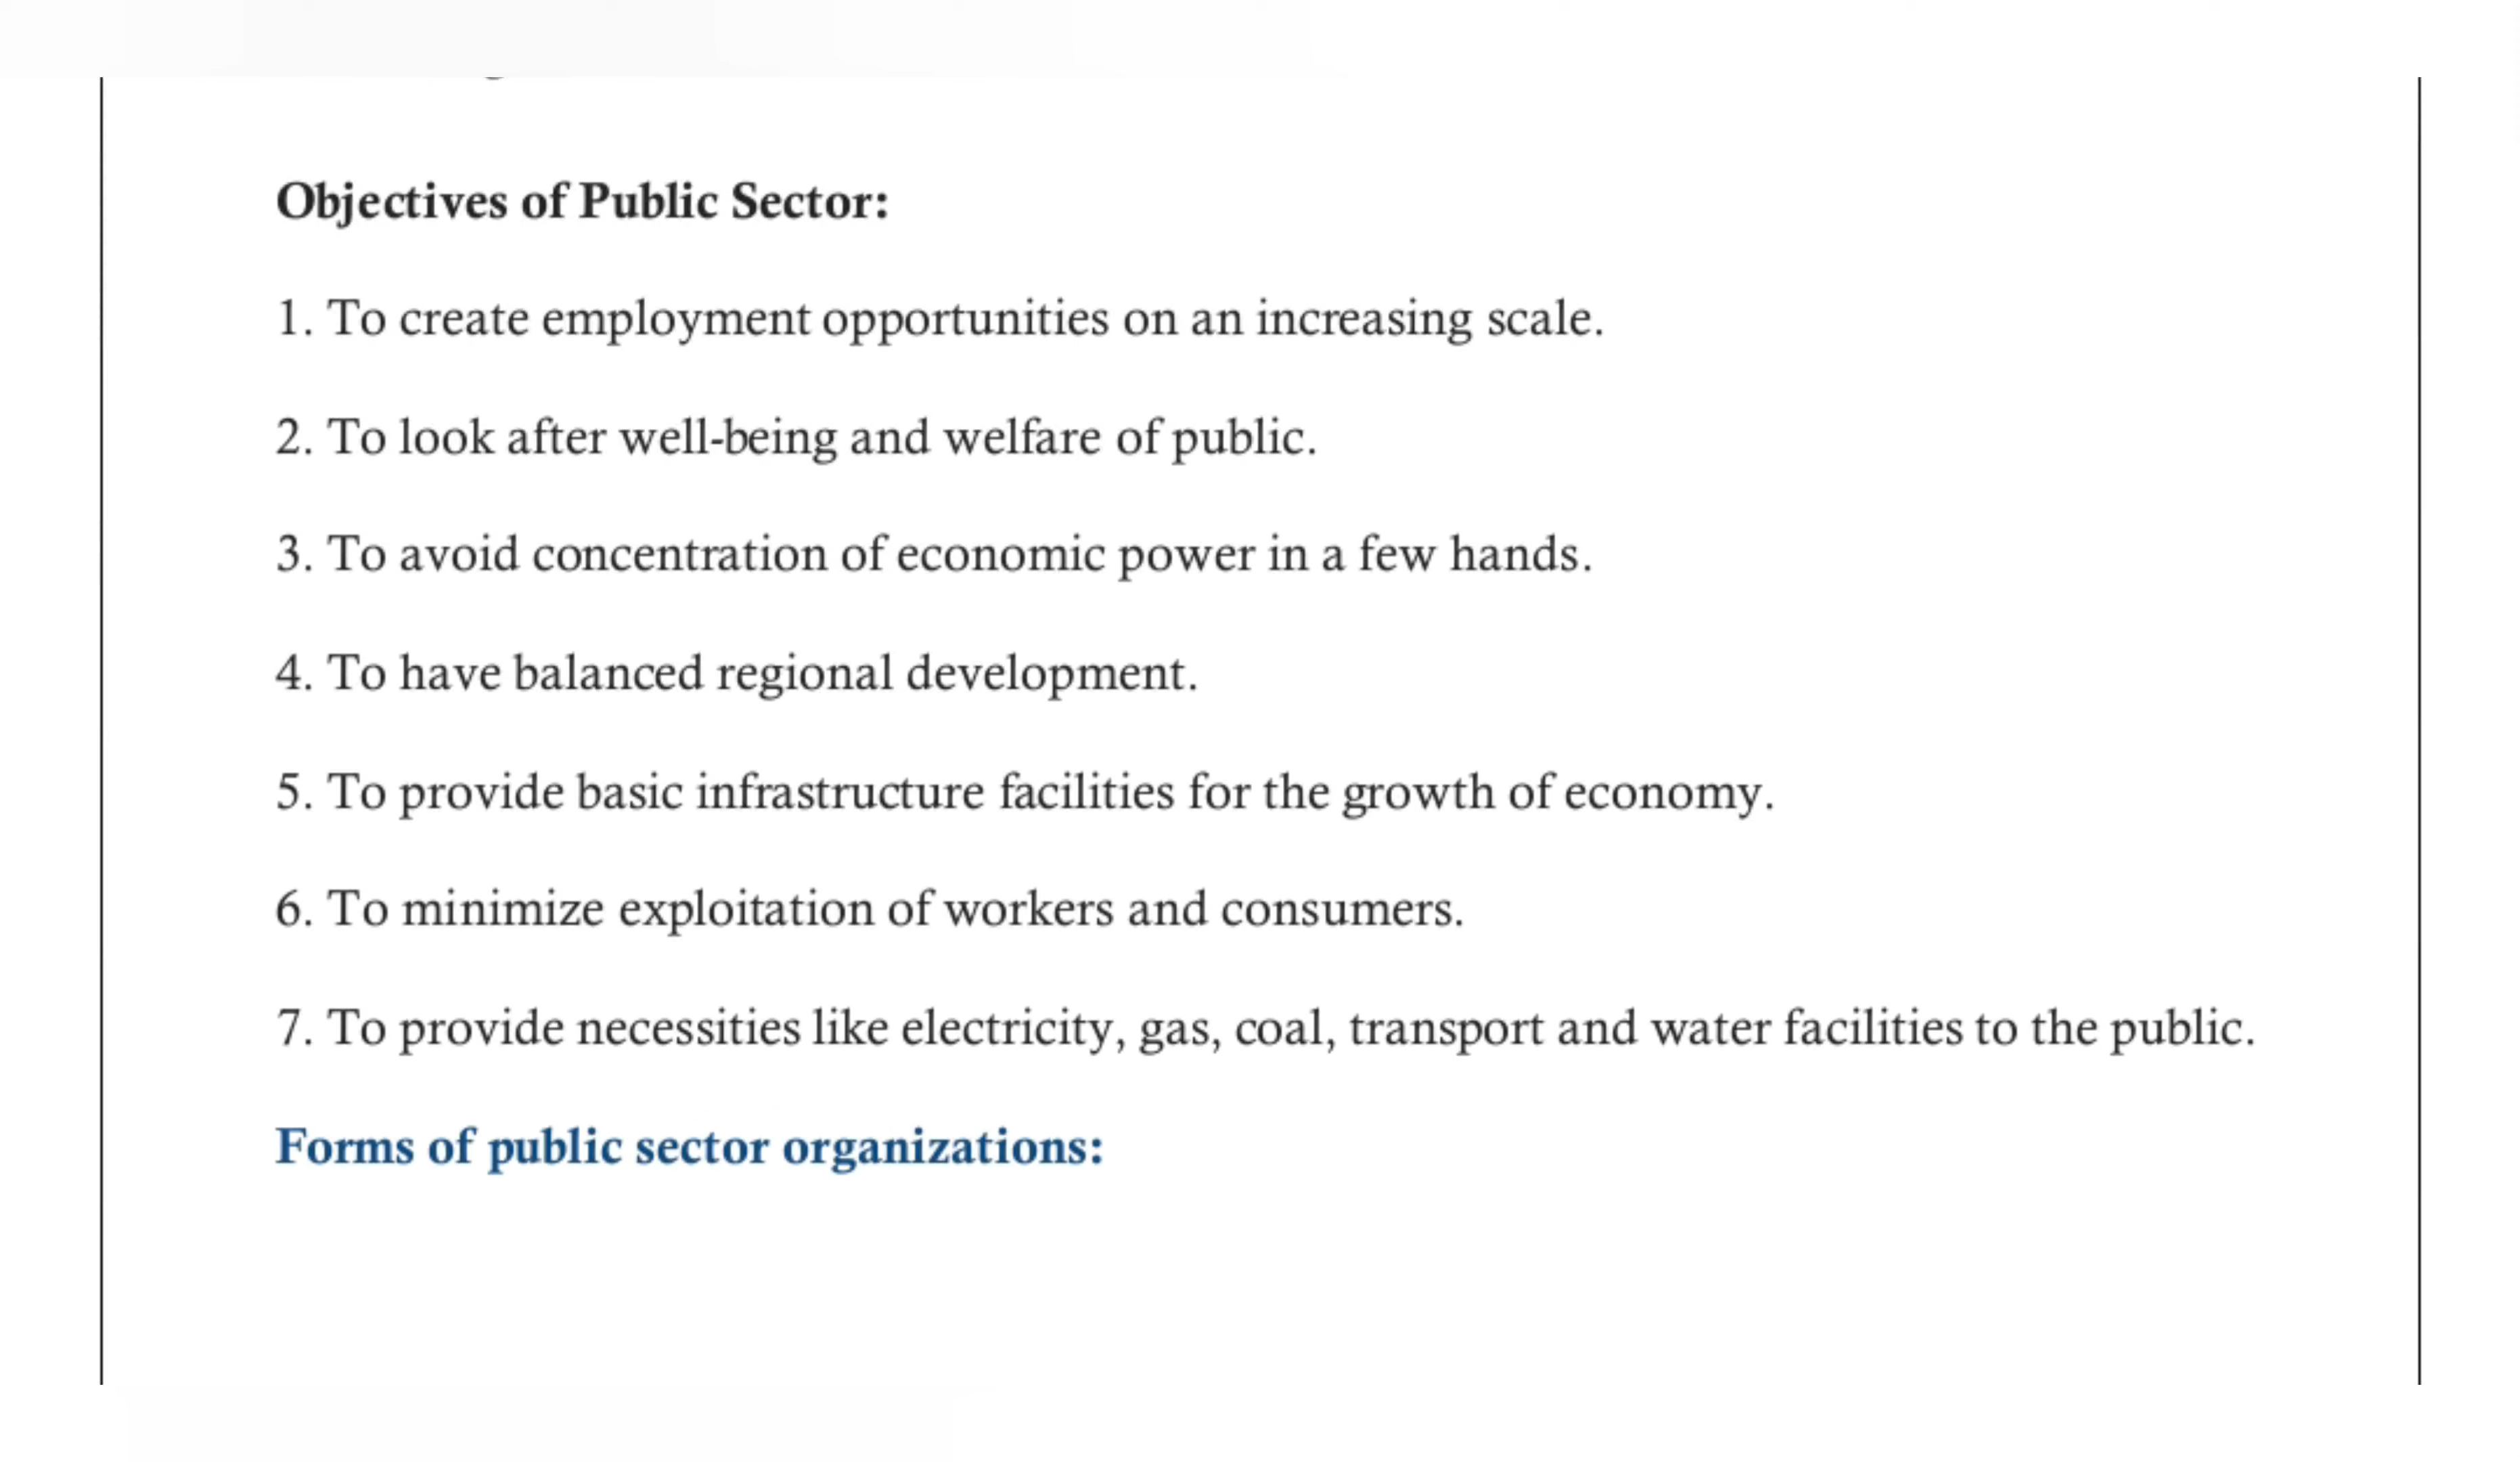 Objectives of Public Sector:
1. To create employment opportunities on an increasing scale.
2. To look after well-being and welfare of public.
3. To avoid concentration of economic power in a few hands.
4. To have balanced regional development.
5. To provide basic infrastructure facilities for the growth of economy.
6. To minimize exploitation of workers and consumers.
7. To provide necessities like electricity, gas, coal, transport and water facilities to the public.
Forms of public sector organizations: